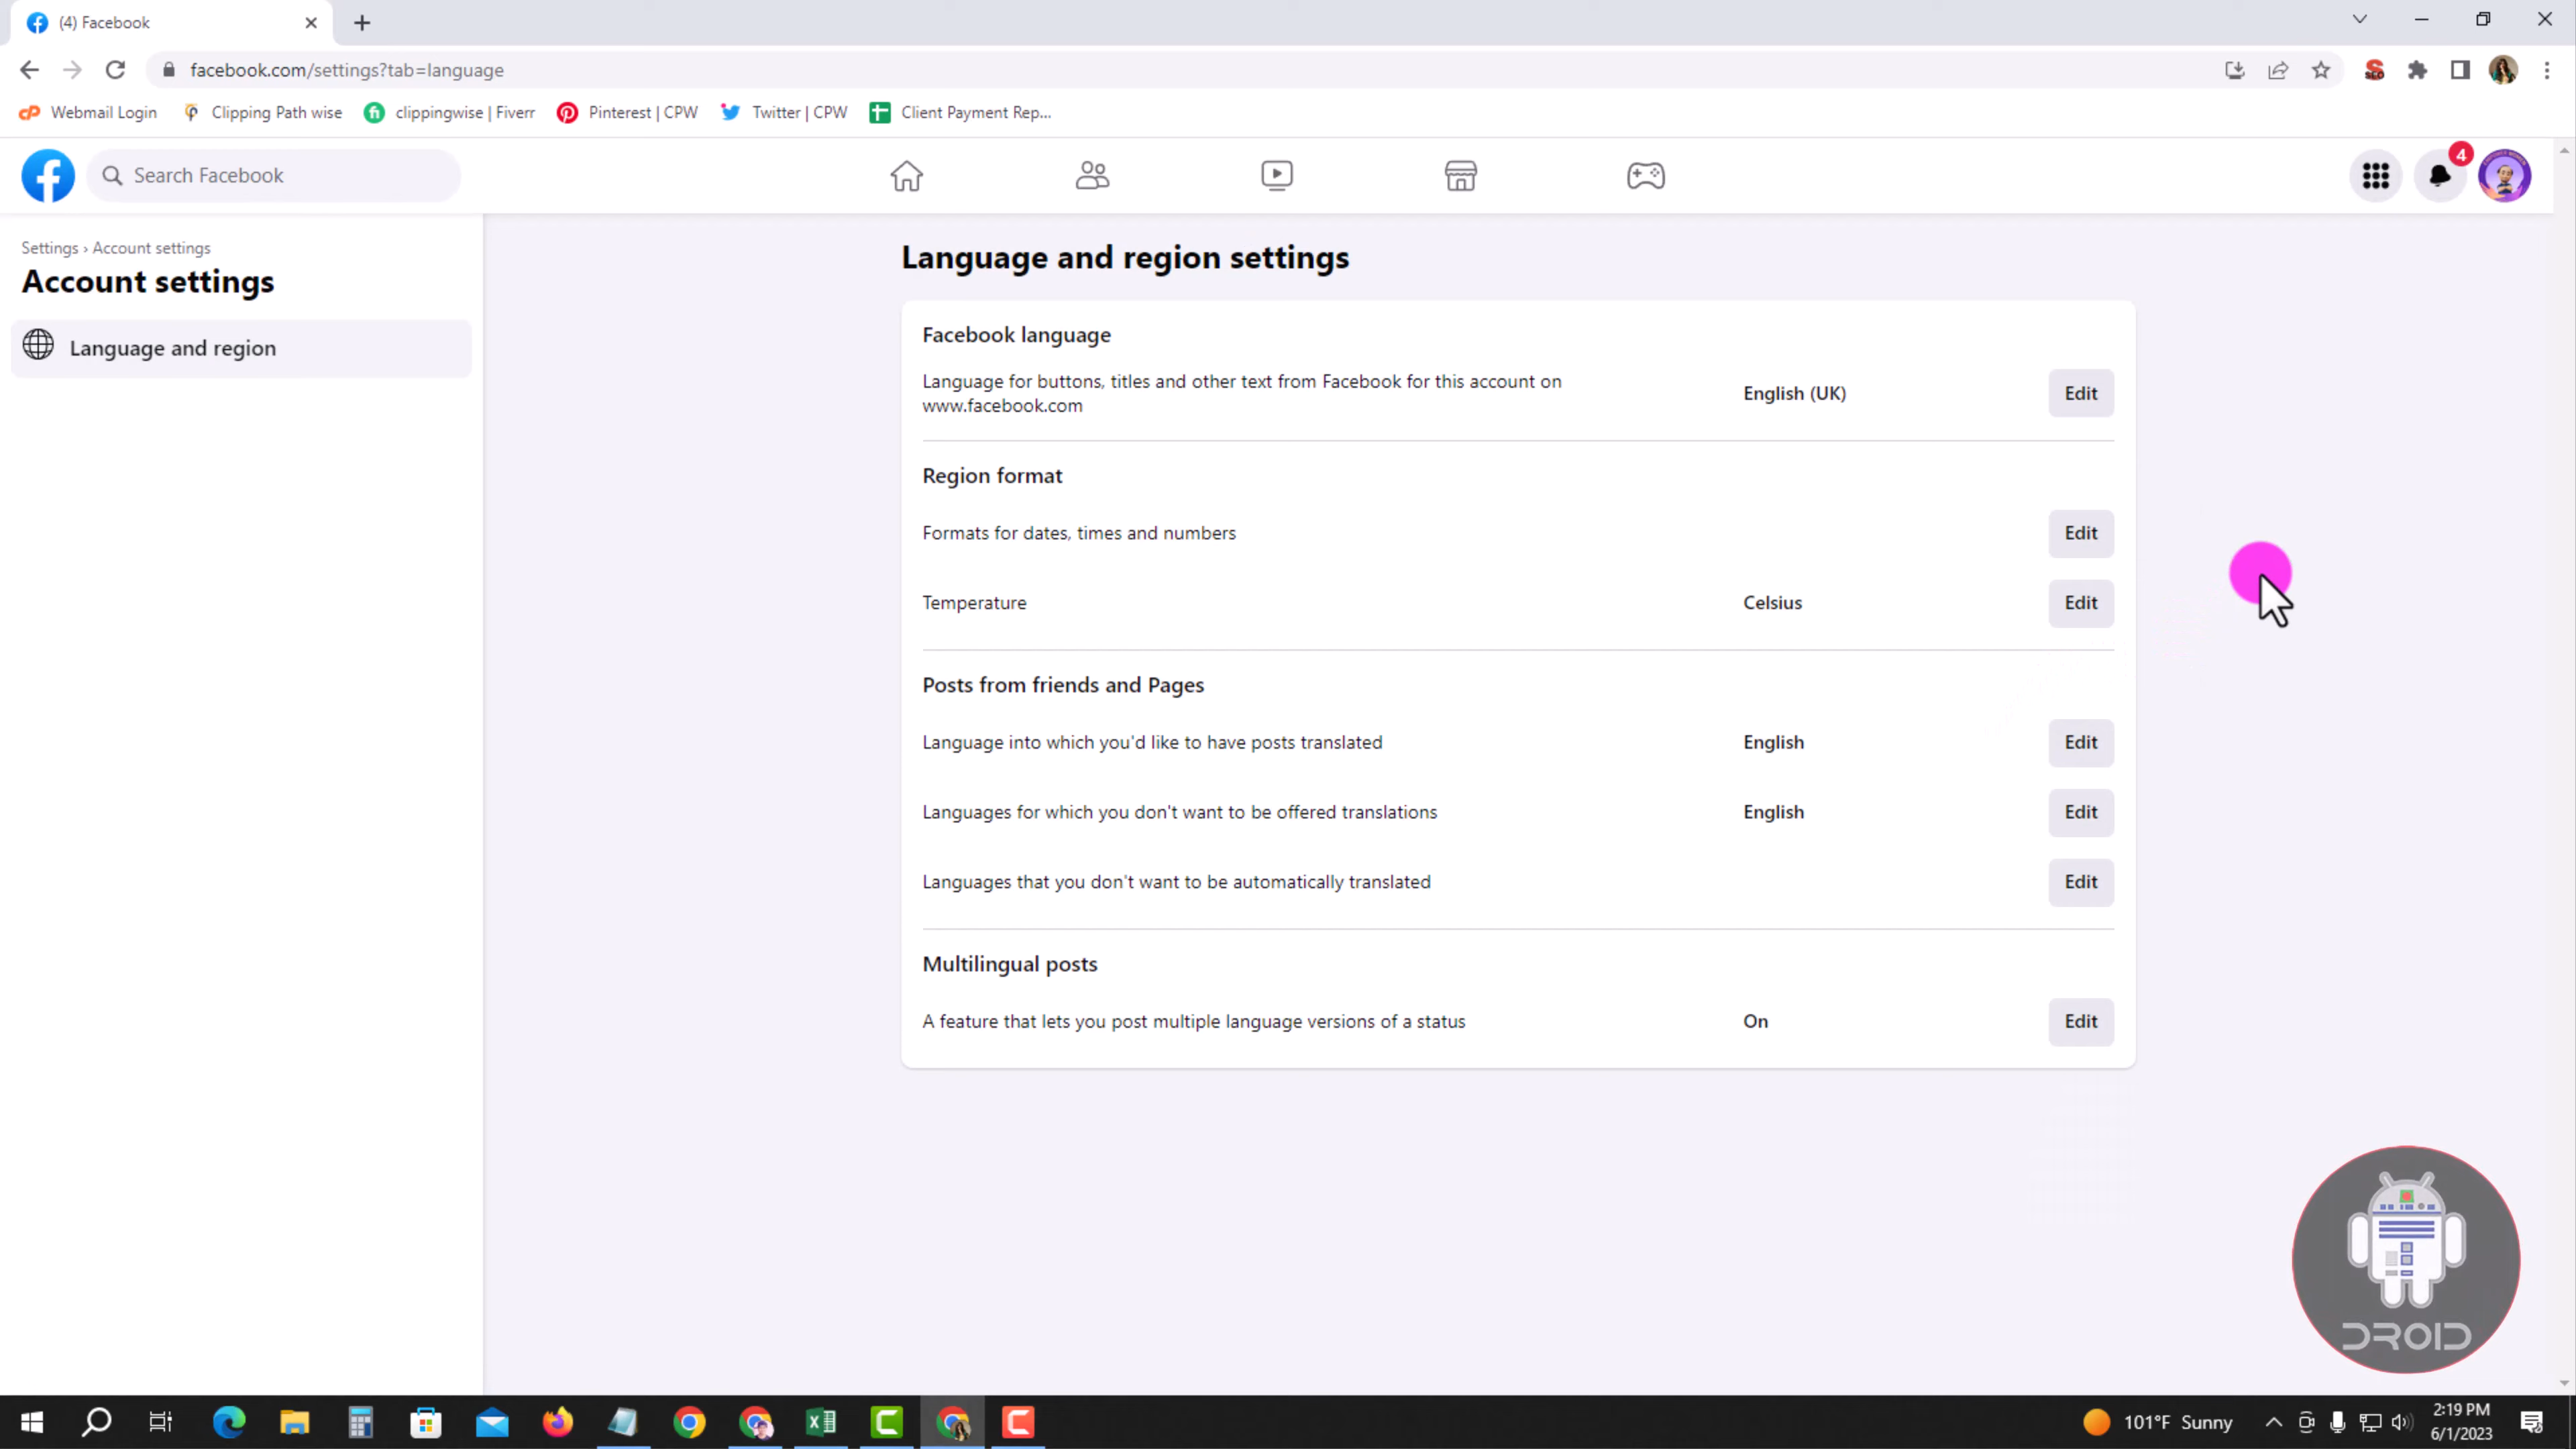 (4) Facebook
facebook.com/settings?tab=language
Webmail Login
Clipping Path wise
clippingwise | Fiverr
Pinterest | CPW
Twitter | CPW
Client Payment Rep...
Search Facebook
4
Settings › Account settings
Account settings
Language and region
Language and region settings
Facebook language
Language for buttons, titles and other text from Facebook for this account on
www.facebook.com
English (UK)
Edit
Region format
Formats for dates, times and numbers
Edit
Temperature
Celsius
Edit
Posts from friends and Pages
Language into which you'd like to have posts translated
English
Edit
Languages for which you don't want to be offered translations
English
Edit
Languages that you don't want to be automatically translated
Edit
Multilingual posts
A feature that lets you post multiple language versions of a status
On
Edit
DROID
101°F Sunny
2:19 PM
6/1/2023